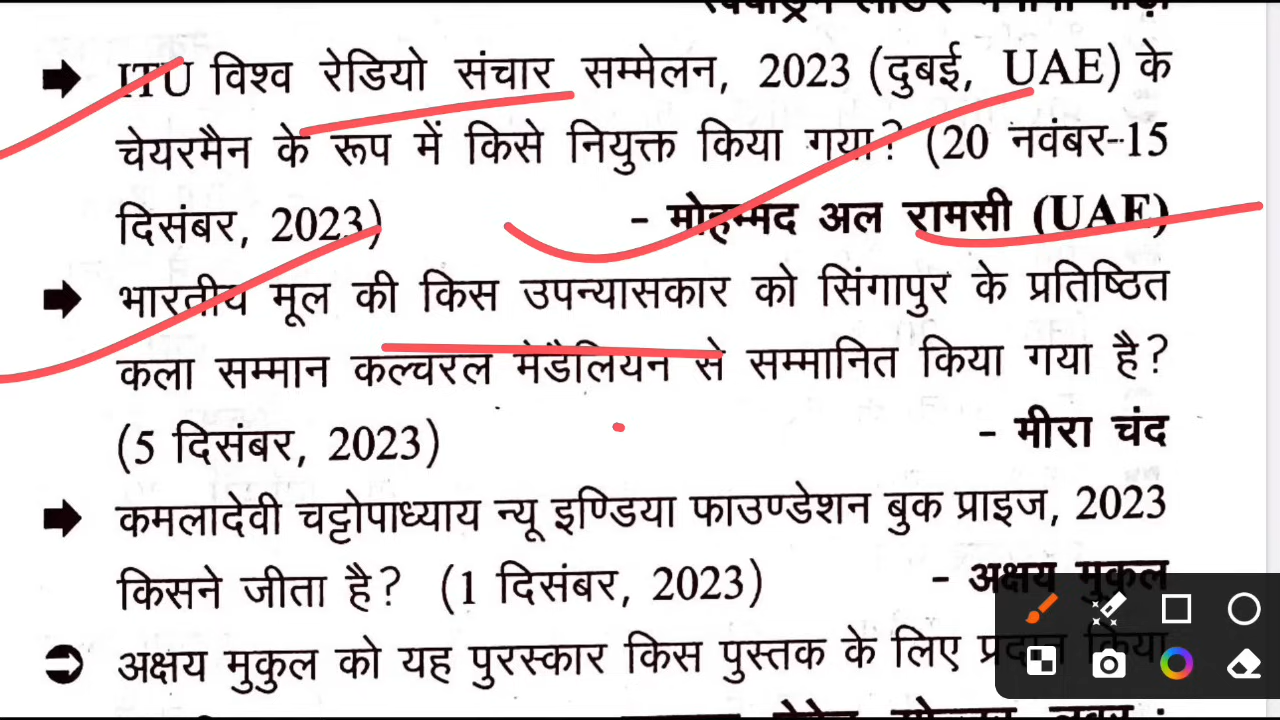 ITU विश्व रेडियो संचार सम्मेलन, 2023 (दुबई, UAE) के
चेयरमैन के रूप में किसे नियुक्त किया गया? (20 नवंबर-15
दिसंबर, 2023) - मोहम्मद अल रामसी (UAE)
भारतीय मूल की किस उपन्यासकार को सिंगापुर के प्रतिष्ठित
कला सम्मान कल्चरल मेडैलियन से सम्मानित किया गया है?
(5 दिसंबर, 2023) - मीरा चंद
कमलादेवी चट्टोपाध्याय न्यू इण्डिया फाउण्डेशन बुक प्राइज, 2023
किसने जीता है? (1 दिसंबर, 2023) - अक्षय मुकुल
अक्षय मुकुल को यह पुरस्कार किस पुस्तक के लिए प्रदान किया